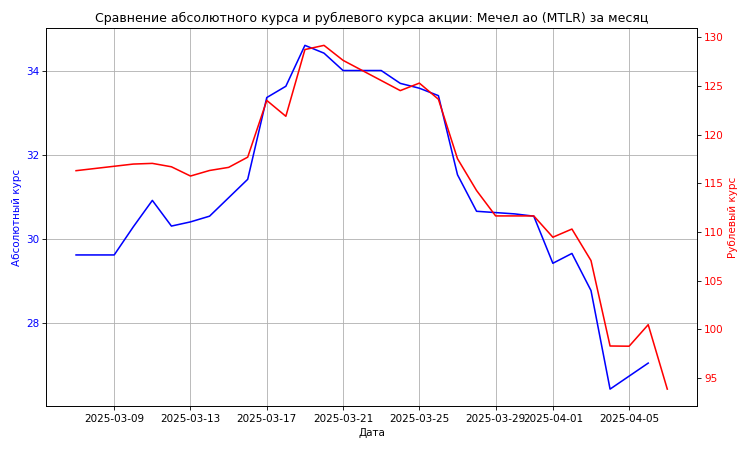 Сравнение абсолютного курса и рублевого курса акции: Мечел ао (MTLR) за месяц
Абсолютный курс
34
32
30
28
130
125
120
115
110
105
100
95
Рублевый курс
2025-03-09 2025-03-13 2025-03-17 2025-03-21 2025-03-25 2025-03-29 2025-04-01 2025-04-05
Дата